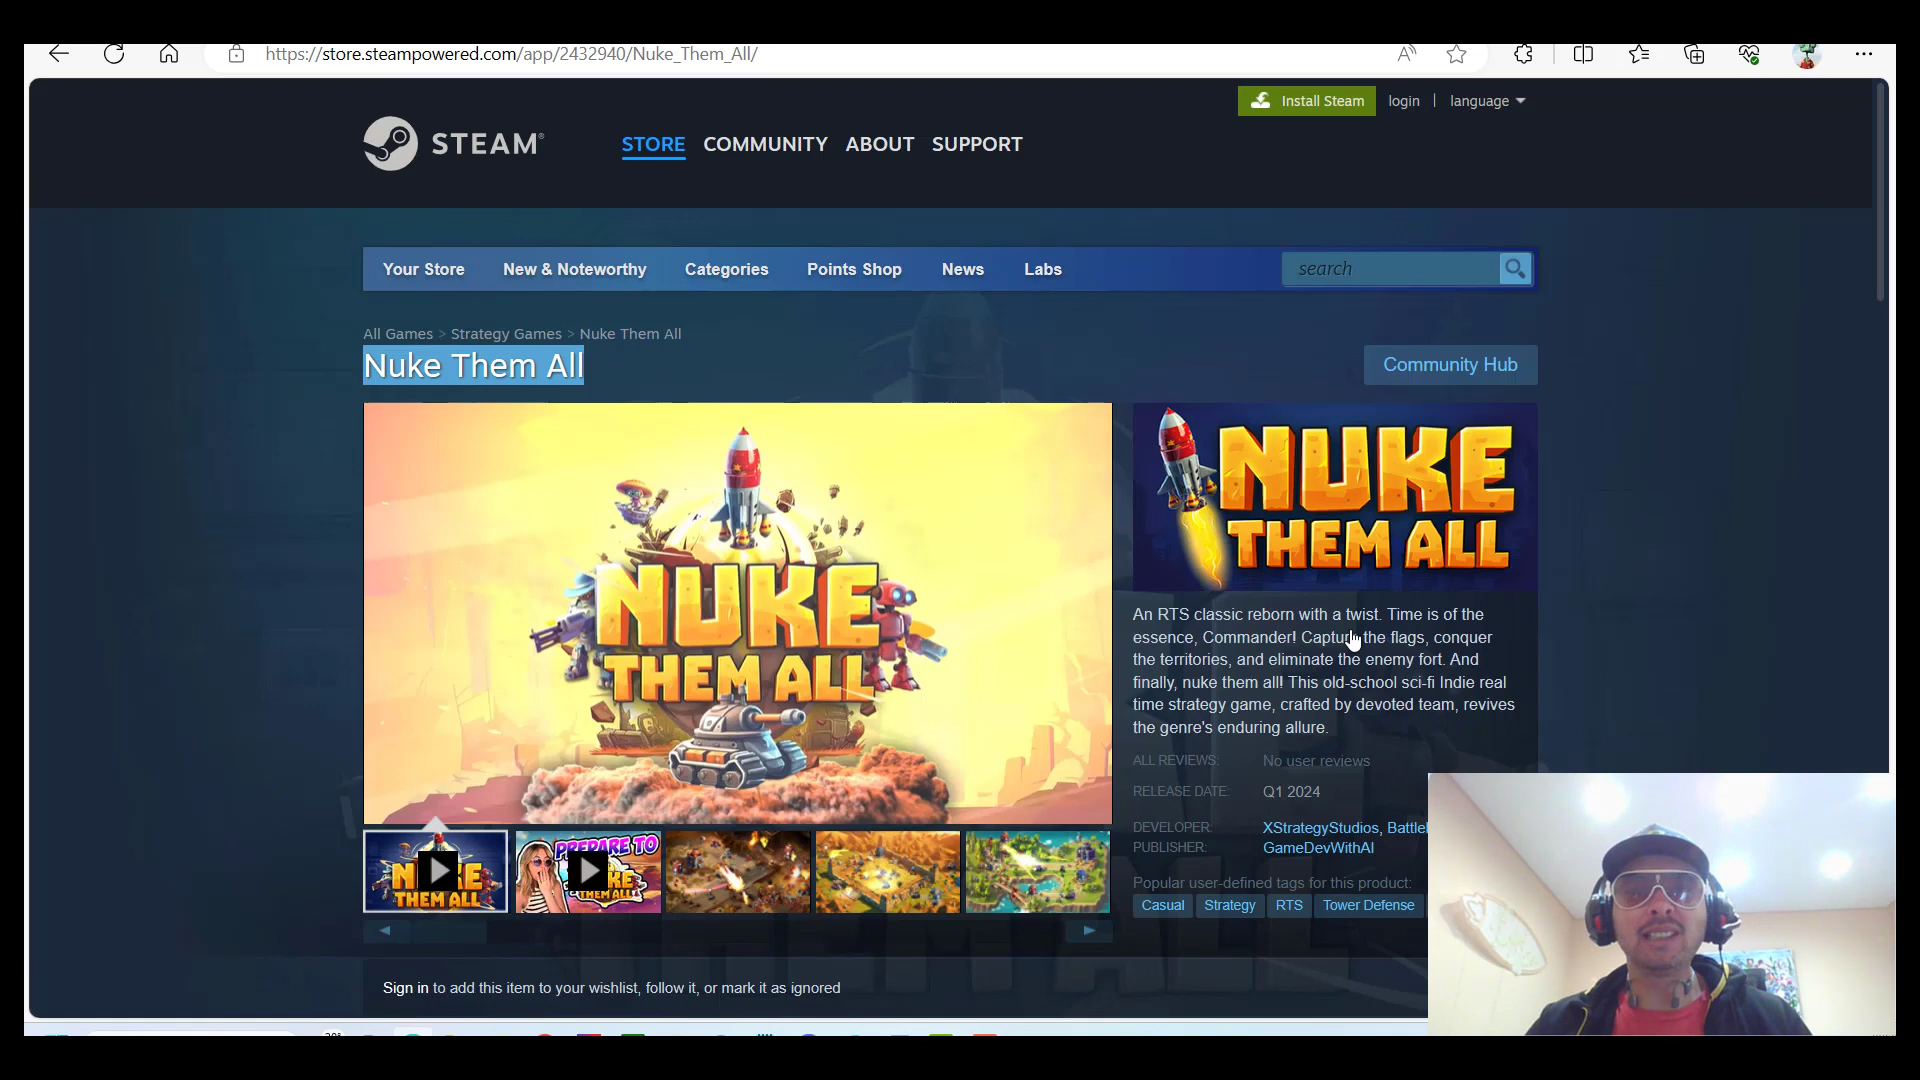 https://store.steampowered.com/app/2432940/Nuke_Them_All/
Install Steam
login
language
STEAM
STORE
COMMUNITY
ABOUT
SUPPORT
Your Store
New & Noteworthy
Categories
Points Shop
News
Labs
search
All Games > Strategy Games > Nuke Them All
Nuke Them All
Community Hub
NUKE
THEM ALL
NUKE
THEM ALL
An RTS classic reborn with a twist. Time is of the
essence, Commander! Capture the flags, conquer
the territories, and eliminate the enemy fort. And
finally, nuke them all! This old-school sci-fi Indie real
time strategy game, crafted by devoted team, revives
the genre's enduring allure.
ALL REVIEWS: No user reviews
RELEASE DATE: Q1 2024
DEVELOPER: XStrategyStudios,
PUBLISHER: GameDevWithAI
Popular user-defined tags for this product:
Casual
Strategy
RTS
Tower Defense
NUKE
THEM ALL
PREPARE TO
NUKE
THEM ALL!
Sign in to add this item to your wishlist, follow it, or mark it as ignored